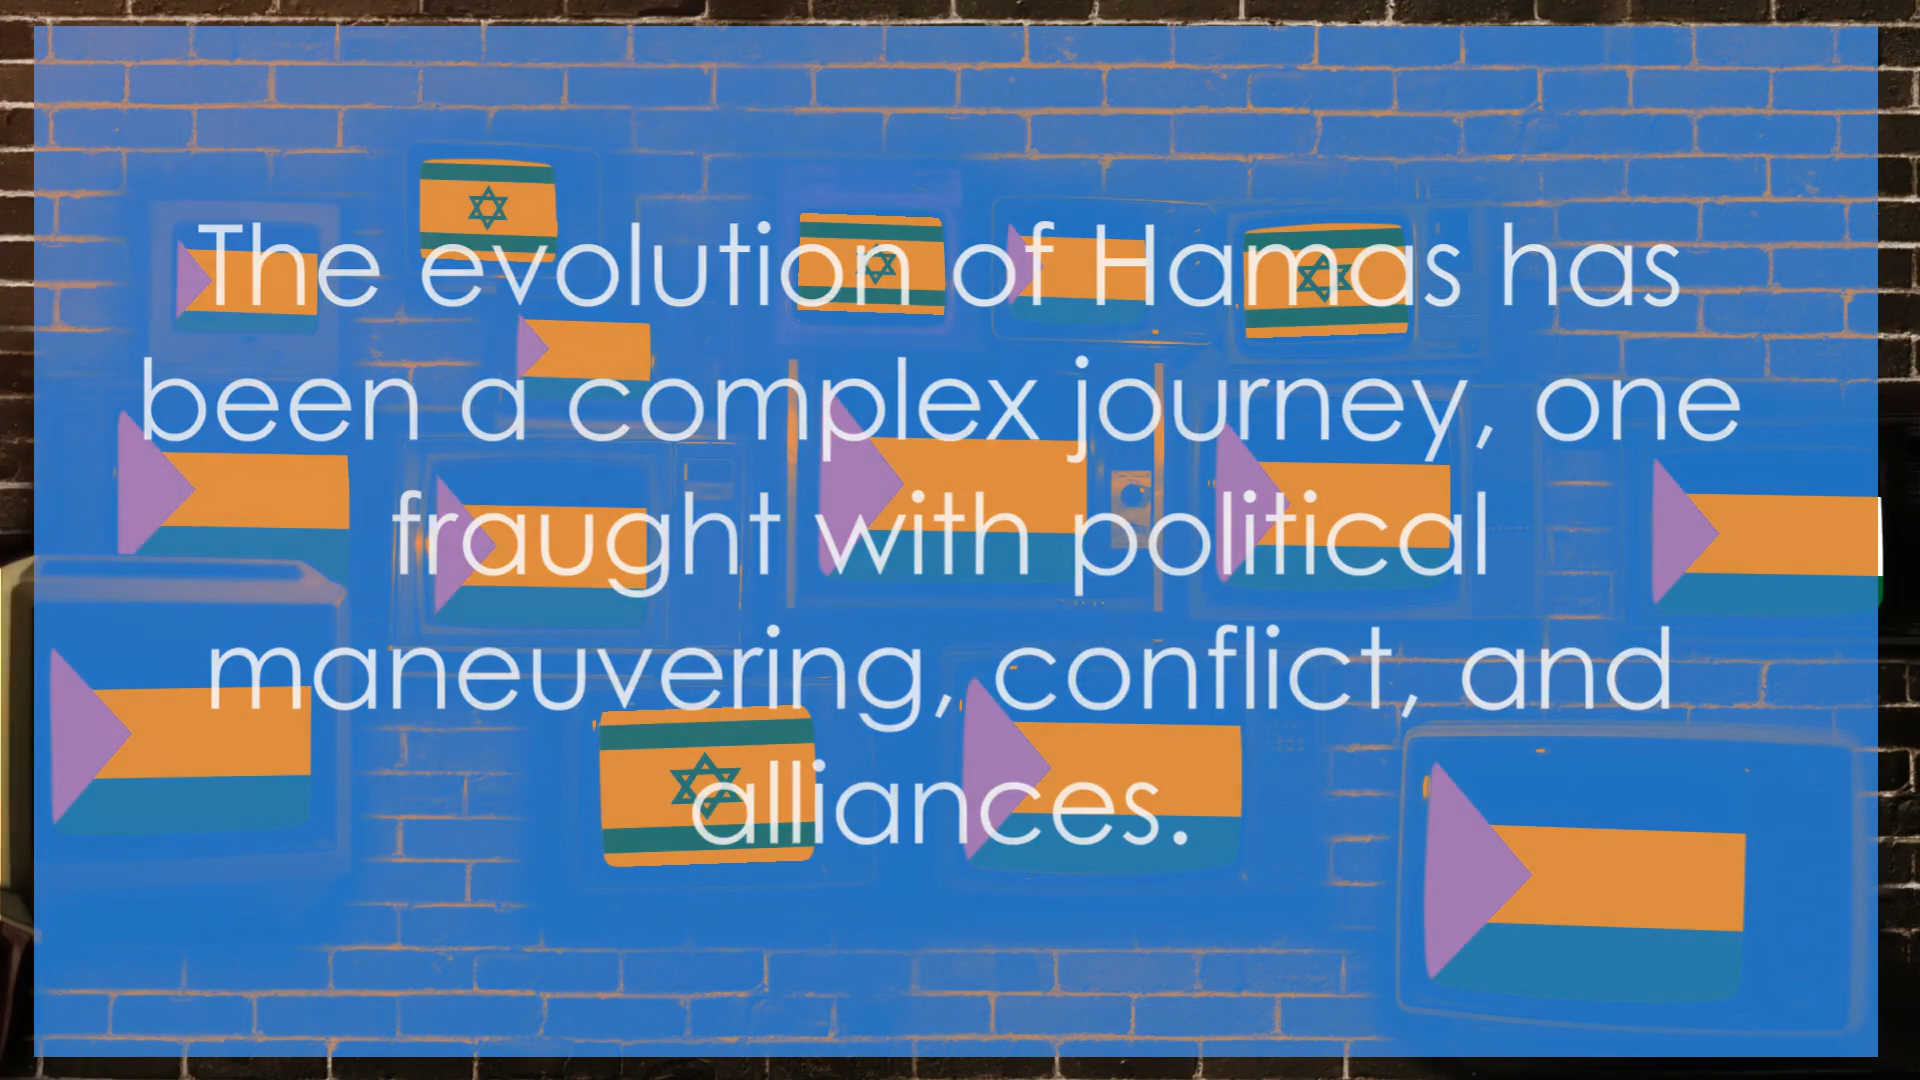 The evolution of Hamas has
been a complex journey, one
fraught with political
maneuvering, conflict, and
alliances.